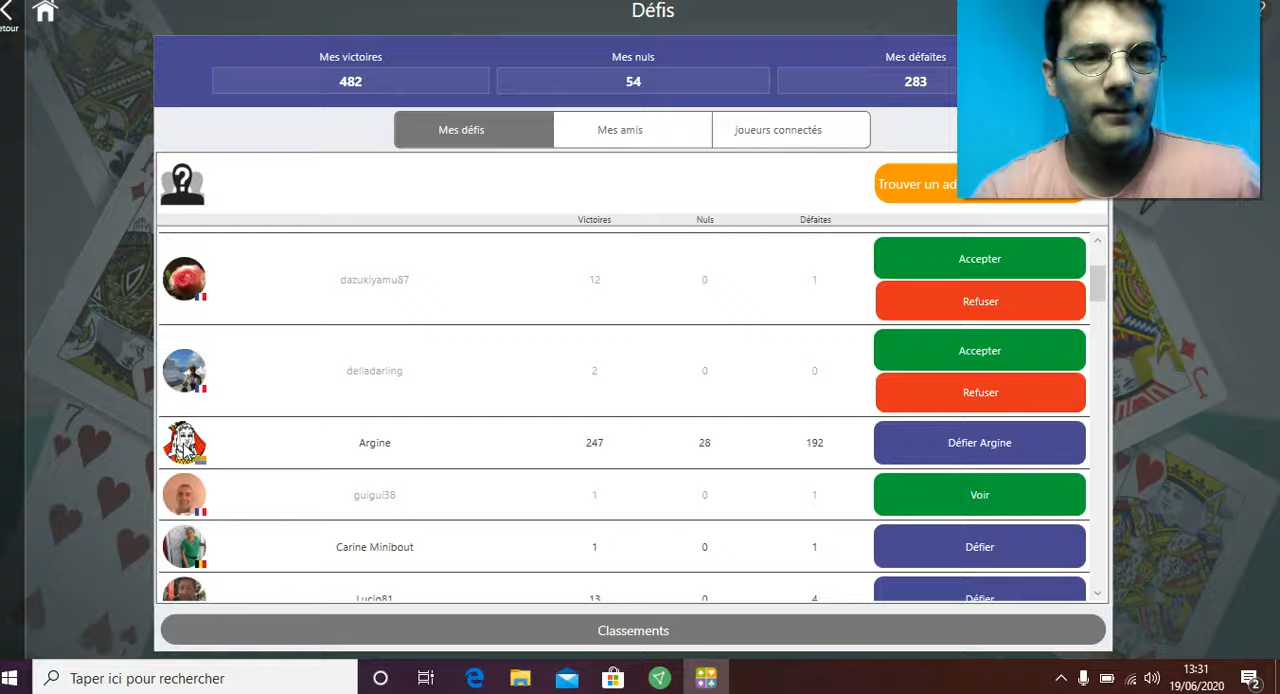 Défis
?
etour
Mes victoires
Mes nuls
Mes défaites
482
54
283
Mes défis
Mes amis
joueurs connectés
?
Trouver un ad
Victoires
Nuls
Défaites
dazukiyamu87
12
0
1
Accepter
Refuser
delladarling
2
0
0
Accepter
Refuser
Argine
247
28
192
Défier Argine
guigui38
1
0
1
Voir
Carine Minibout
1
0
1
Défier
Lucio81
13
0
4
Défier
Classements
Taper ici pour rechercher
13:31
19/06/2020
2